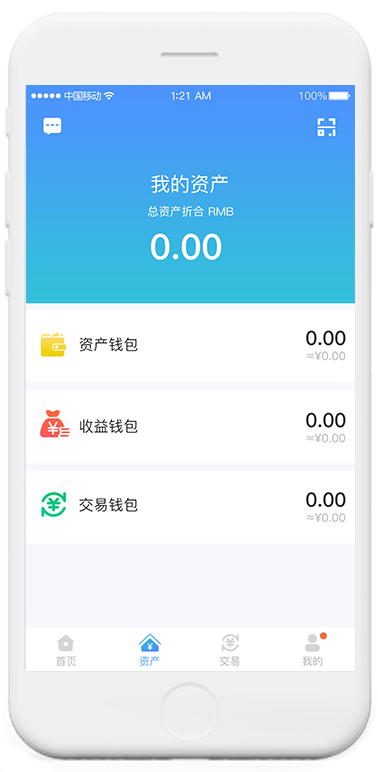 中国移动 1:21 AM 100%
我的资产
总资产折合 RMB
0.00
资产钱包 0.00
≈¥0.00
收益钱包 0.00
≈¥0.00
交易钱包 0.00
≈¥0.00
首页 资产 交易 我的